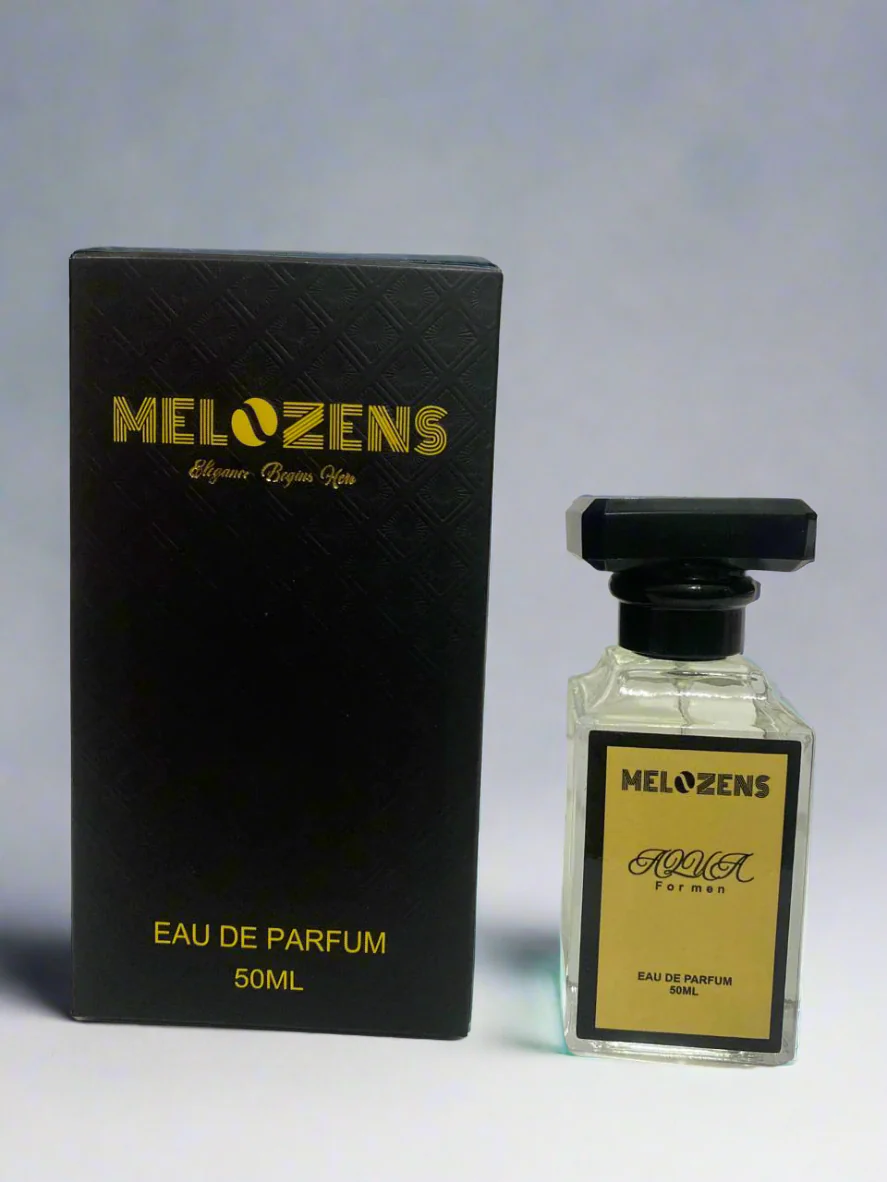 MELOZENS
Elegance Begins Here
EAU DE PARFUM
50ML
MELOZENS
AQUA
For men
EAU DE PARFUM
50ML